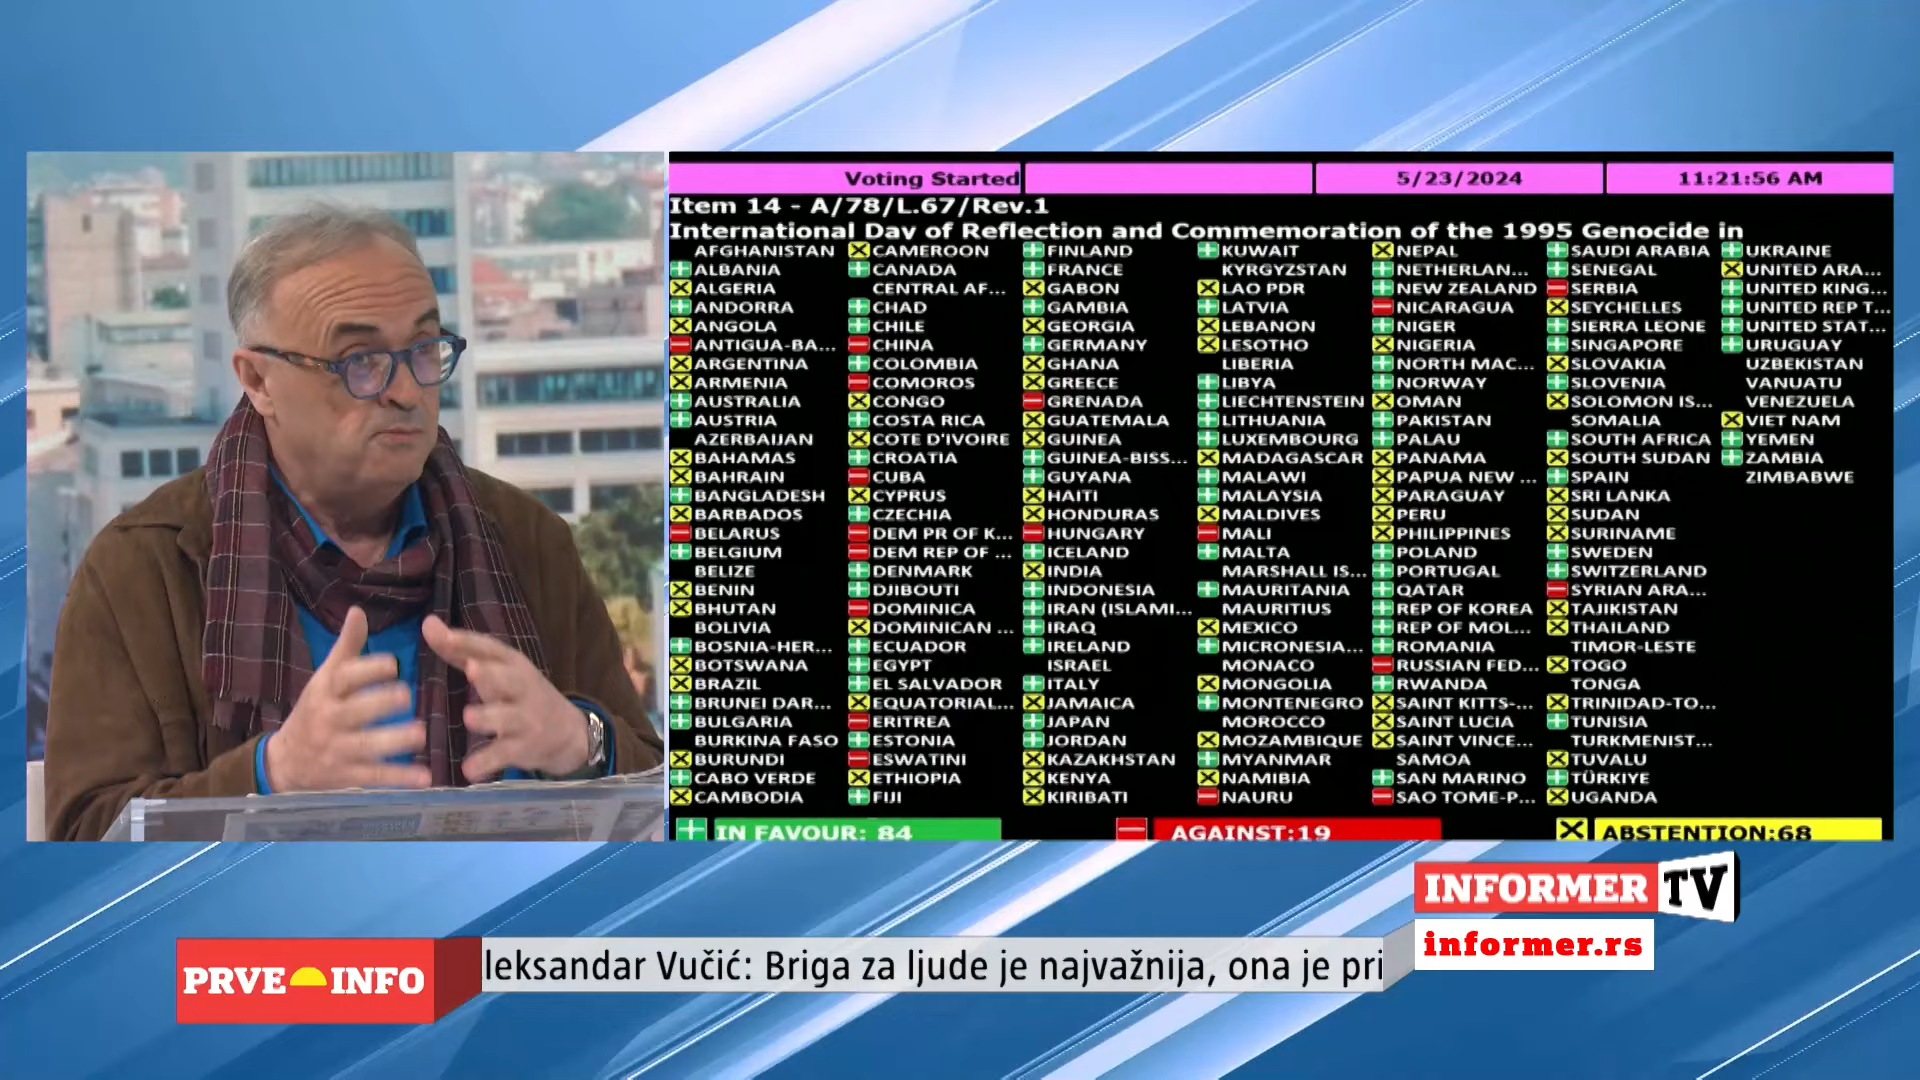 Voting Started 5/23/2024 11:21:56 AM
Item 14 - A/78/L.67/Rev.1
International Day of Reflection and Commemoration of the 1995 Genocide in
AFGHANISTAN
ALBANIA
ALGERIA
ANDORRA
ANGOLA
ANTIGUA-BA...
ARGENTINA
ARMENIA
AUSTRALIA
AUSTRIA
AZERBAIJAN
BAHAMAS
BAHRAIN
BANGLADESH
BARBADOS
BELARUS
BELGIUM
BELIZE
BENIN
BHUTAN
BOLIVIA
BOSNIA-HER...
BOTSWANA
BRAZIL
BRUNEI DAR...
BULGARIA
BURKINA FASO
BURUNDI
CABO VERDE
CAMBODIA
CAMEROON
CANADA
CENTRAL AF...
CHAD
CHILE
CHINA
COLOMBIA
COMOROS
CONGO
COSTA RICA
COTE D'IVOIRE
CROATIA
CUBA
CYPRUS
CZECHIA
DEM PR OF K...
DEM REP OF ...
DENMARK
DJIBOUTI
DOMINICA
DOMINICAN ...
ECUADOR
EGYPT
EL SALVADOR
EQUATORIAL...
ERITREA
ESTONIA
ESWATINI
ETHIOPIA
FIJI
FINLAND
FRANCE
GABON
GAMBIA
GEORGIA
GERMANY
GHANA
GREECE
GRENADA
GUATEMALA
GUINEA
GUINEA-BISS...
GUYANA
HAITI
HONDURAS
HUNGARY
ICELAND
INDIA
INDONESIA
IRAN (ISLAMI...
IRAQ
IRELAND
ISRAEL
ITALY
JAMAICA
JAPAN
JORDAN
KAZAKHSTAN
KENYA
KIRIBATI
KUWAIT
KYRGYZSTAN
LAO PDR
LATVIA
LEBANON
LESOTHO
LIBERIA
LIBYA
LIECHTENSTEIN
LITHUANIA
LUXEMBOURG
MADAGASCAR
MALAWI
MALAYSIA
MALDIVES
MALI
MALTA
MARSHALL IS...
MAURITANIA
MAURITIUS
MEXICO
MICRONESIA...
MONACO
MONGOLIA
MONTENEGRO
MOROCCO
MOZAMBIQUE
MYANMAR
NAMIBIA
NAURU
NEPAL
NETHERLAN...
NEW ZEALAND
NICARAGUA
NIGER
NIGERIA
NORTH MAC...
NORWAY
OMAN
PAKISTAN
PALAU
PANAMA
PAPUA NEW ...
PARAGUAY
PERU
PHILIPPINES
POLAND
PORTUGAL
QATAR
REP OF KOREA
REP OF MOL...
ROMANIA
RUSSIAN FED...
RWANDA
SAINT KITTS-...
SAINT LUCIA
SAINT VINCE...
SAMOA
SAN MARINO
SAO TOME-P...
SAUDI ARABIA
SENEGAL
SERBIA
SEYCHELLES
SIERRA LEONE
SINGAPORE
SLOVAKIA
SLOVENIA
SOLOMON IS...
SOMALIA
SOUTH AFRICA
SOUTH SUDAN
SPAIN
SRI LANKA
SUDAN
SURINAME
SWEDEN
SWITZERLAND
SYRIAN ARA...
TAJIKISTAN
THAILAND
TIMOR-LESTE
TOGO
TONGA
TRINIDAD-TO...
TUNISIA
TURKMENIST...
TUVALU
TÜRKIYE
UGANDA
UKRAINE
UNITED ARA...
UNITED KING...
UNITED REP T...
UNITED STAT...
URUGUAY
UZBEKISTAN
VANUATU
VENEZUELA
VIET NAM
YEMEN
ZAMBIA
ZIMBABWE
IN FAVOUR: 84 AGAINST:19 ABSTENTION:68
INFORMER TV
informer.rs
PRVE INFO
leksandar Vučić: Briga za ljude je najvažnija, ona je pri